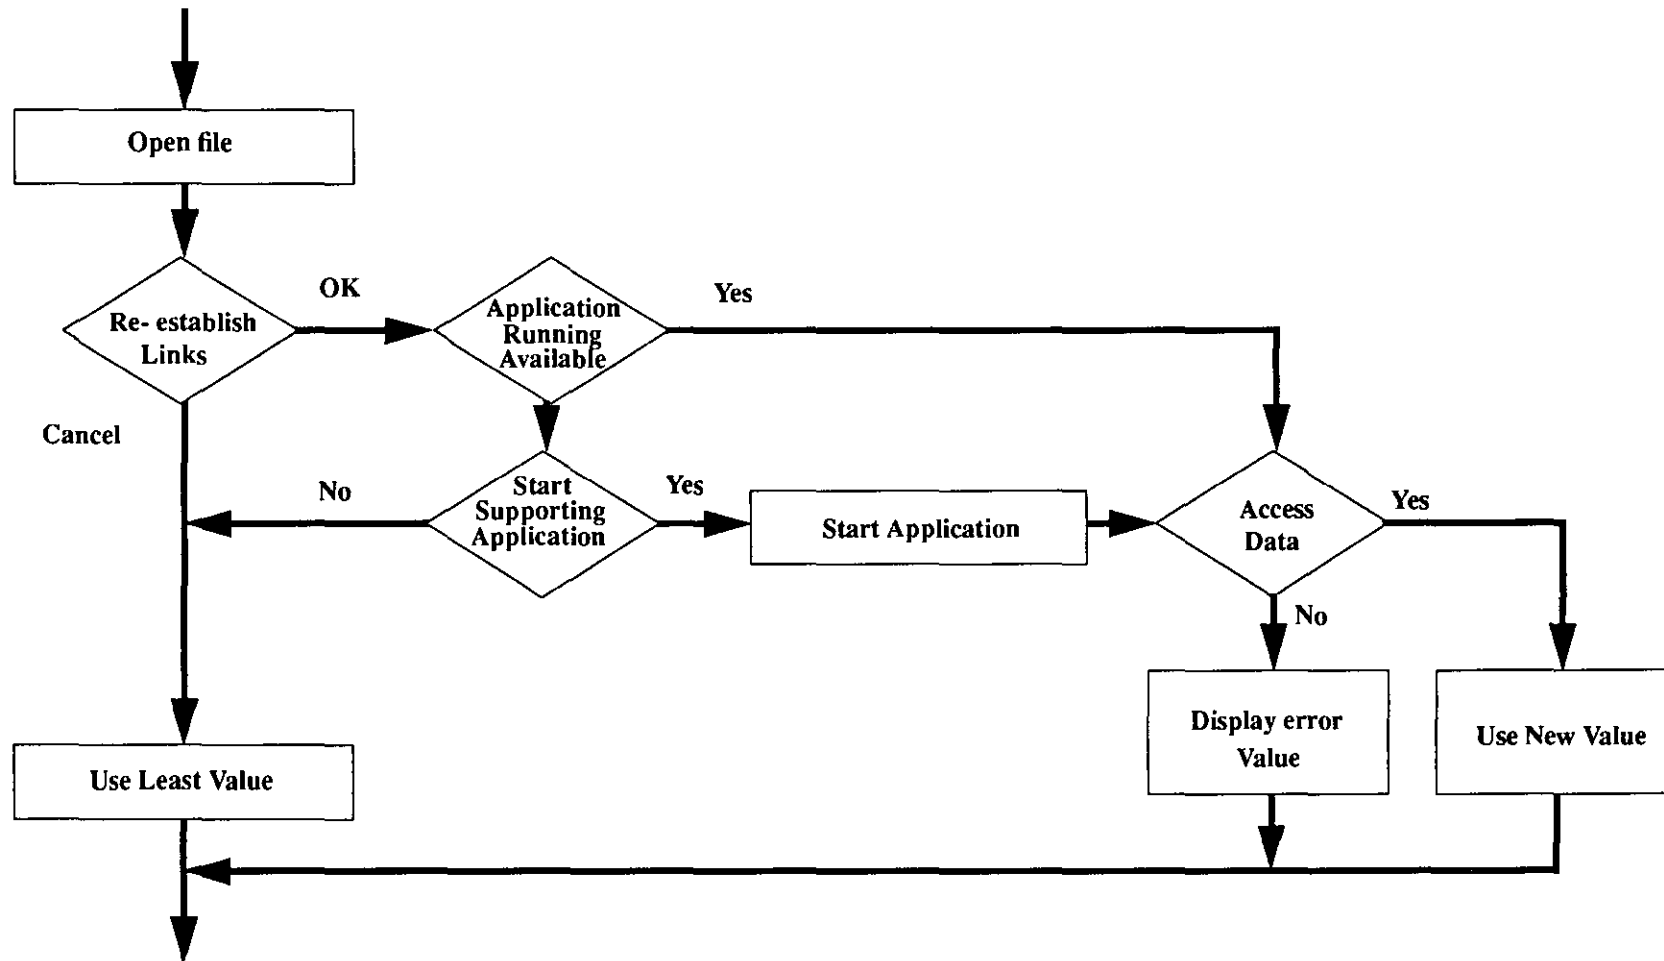 Open file
OK
Yes
Re- establish
Links
Application
Running
Available
Cancel
No
Start
Supporting
Application
Yes
Start Application
Access
Data
Yes
No
Display error
Value
Use New Value
Use Least Value